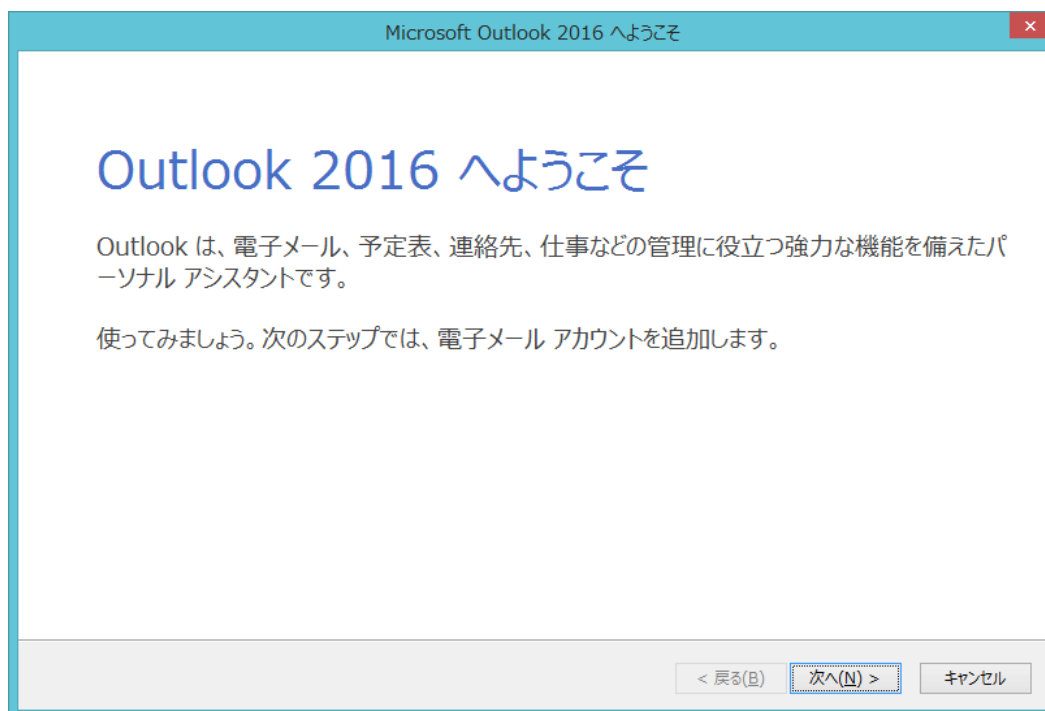 Microsoft Outlook 2016 へようこそ
Outlook 2016 へようこそ
Outlook は、電子メール、予定表、連絡先、仕事などの管理に役立つ強力な機能を備えたパ
ーソナル アシスタントです。
使ってみましょう。次のステップでは、電子メール アカウントを追加します。
< 戻る(B) 次へ(N) > キャンセル